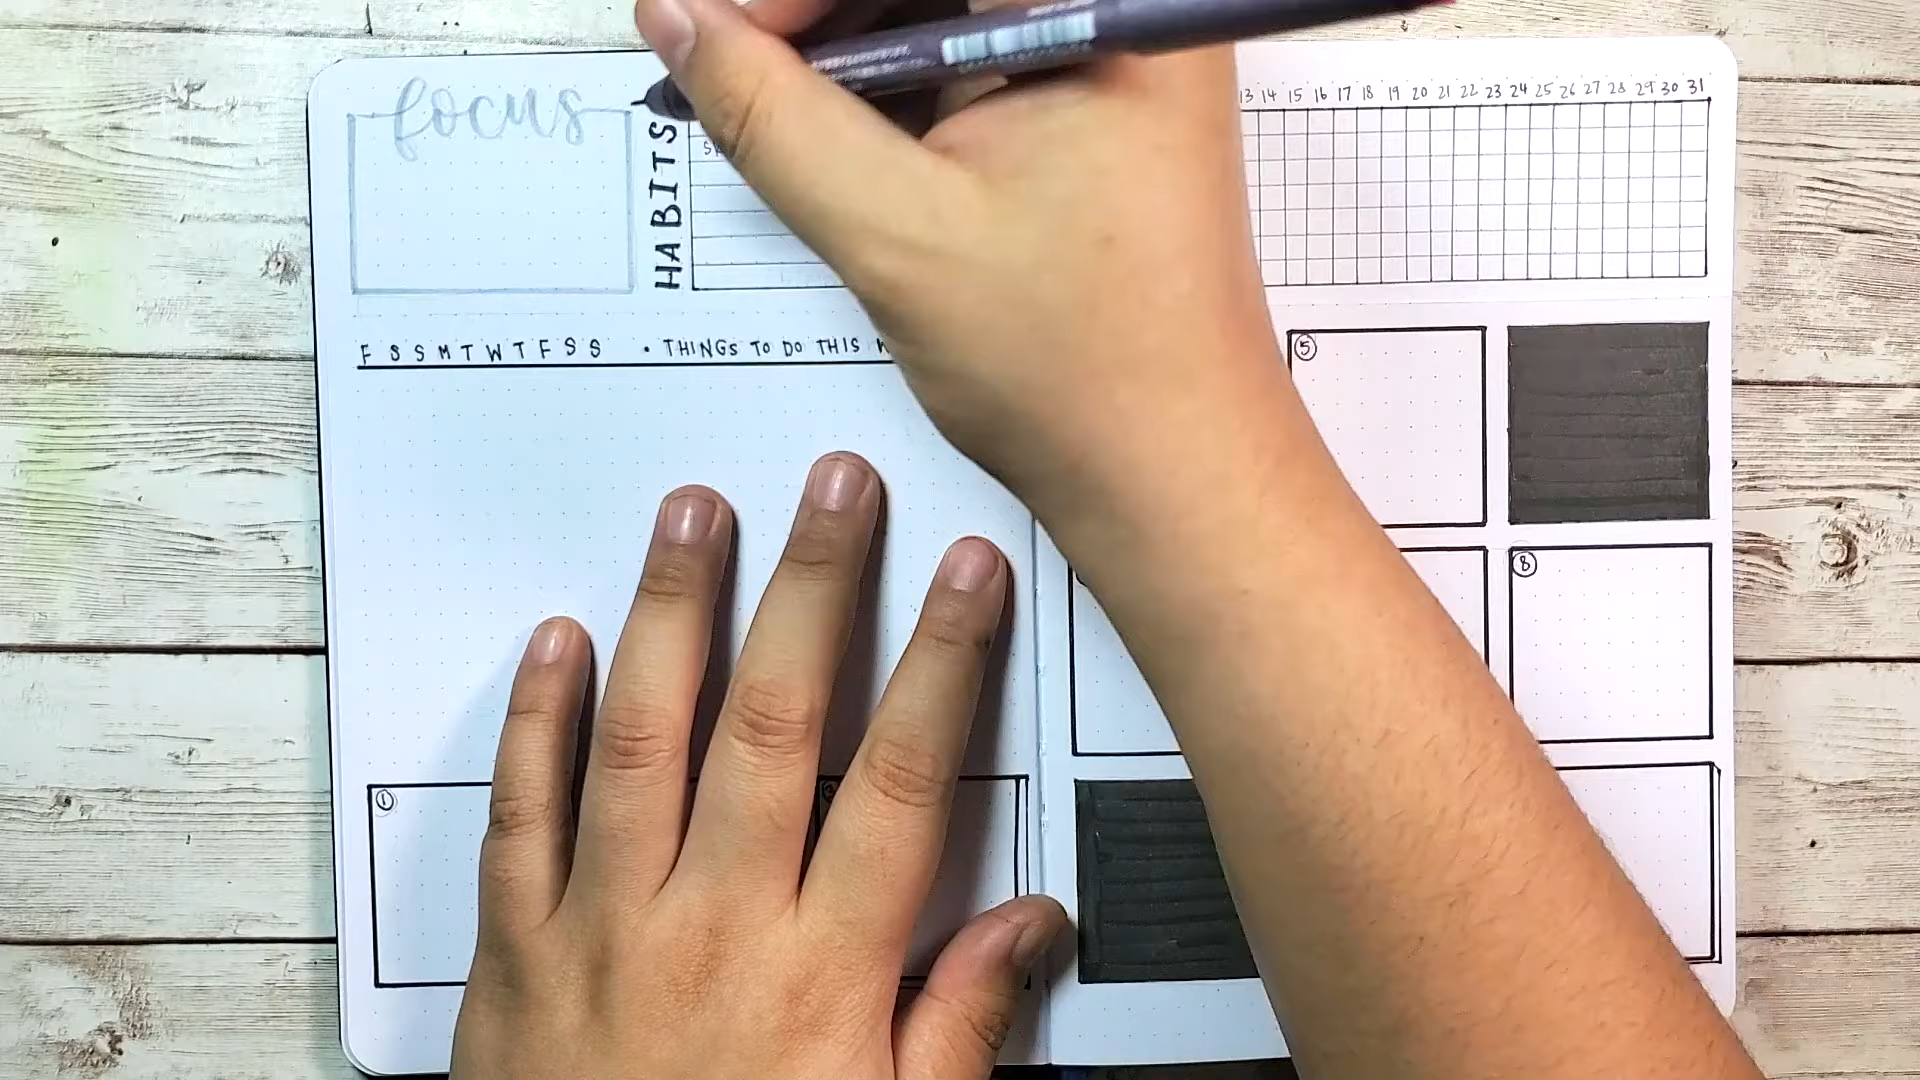 focus
HABITS
13 14 15 16 17 18 19 20 21 22 23 24 25 26 27 28 29 30 31
F S S M T W T F S S • THINGS TO DO THIS
5
8
1
2